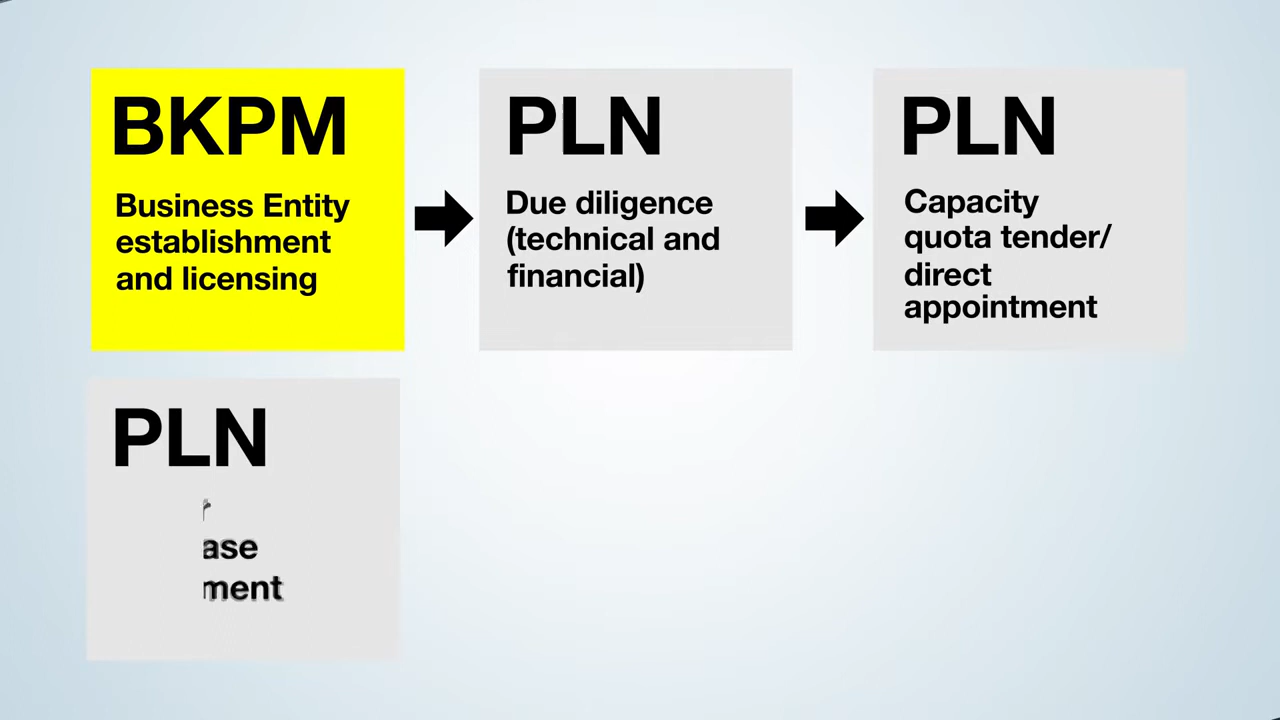 BKPM
Business Entity
establishment
and licensing
PLN
Due diligence
(technical and
financial)
PLN
Capacity
quota tender/
direct
appointment
PLN
ase
ment